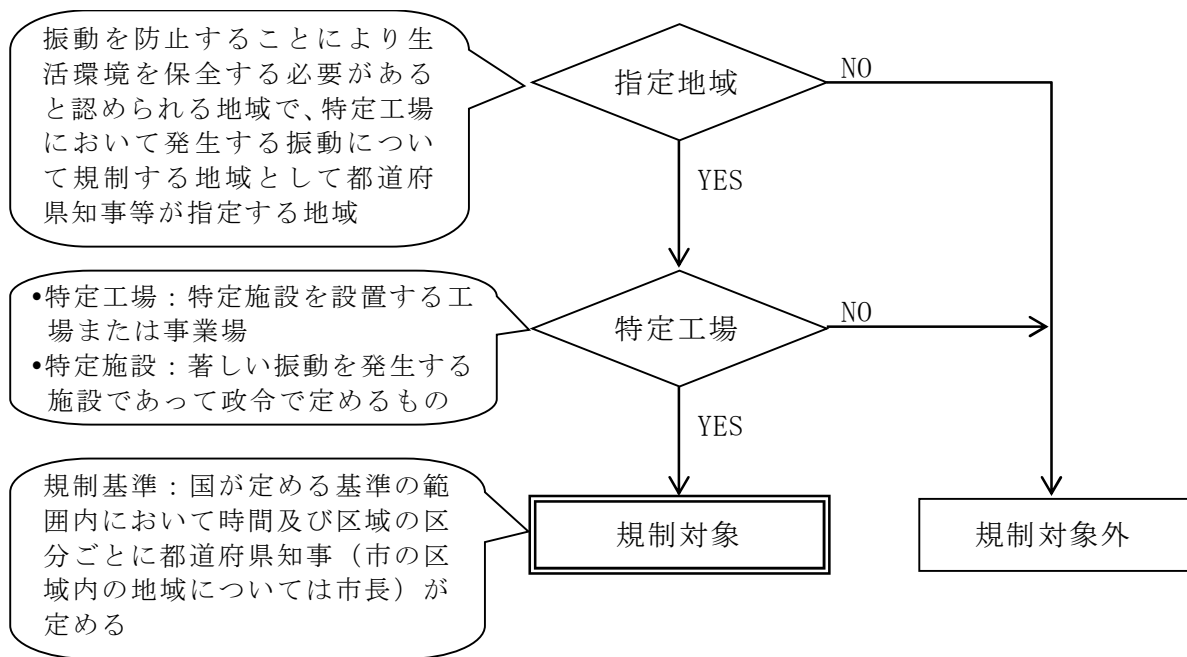 振動を防止することにより生
活環境を保全する必要がある
と認められる地域で、特定工場
において発生する振動につい
て規制する地域として都道府
県知事等が指定する地域
指定地域
NO
YES
•特定工場：特定施設を設置する工
場または事業場
•特定施設：著しい振動を発生する
施設であって政令で定めるもの
特定工場
NO
YES
規制基準：国が定める基準の範
囲内において時間及び区域の区
分ごとに都道府県知事（市の区
域内の地域については市長）が
定める
規制対象
規制対象外